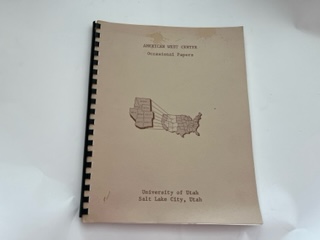 AMERICAN WEST CENTER
Occasional Papers
University of Utah
Salt Lake City, Utah